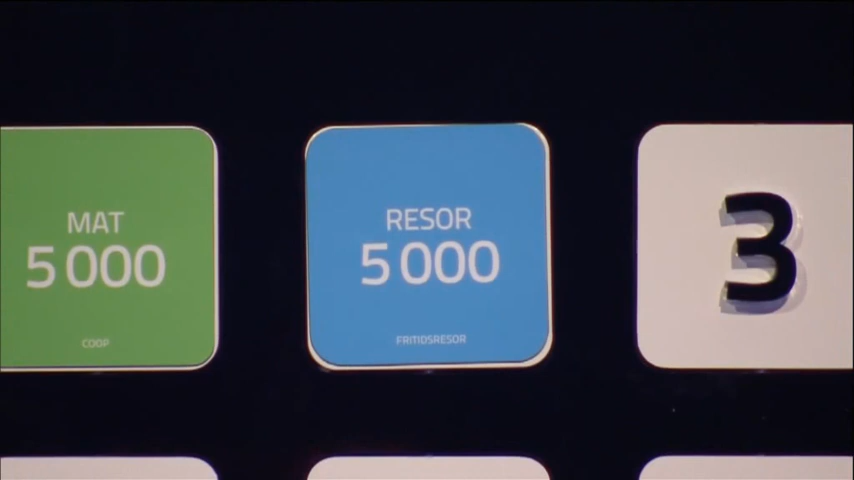 MAT
5 000
COOP
RESOR
5 000
FRITIDSRESOR
3